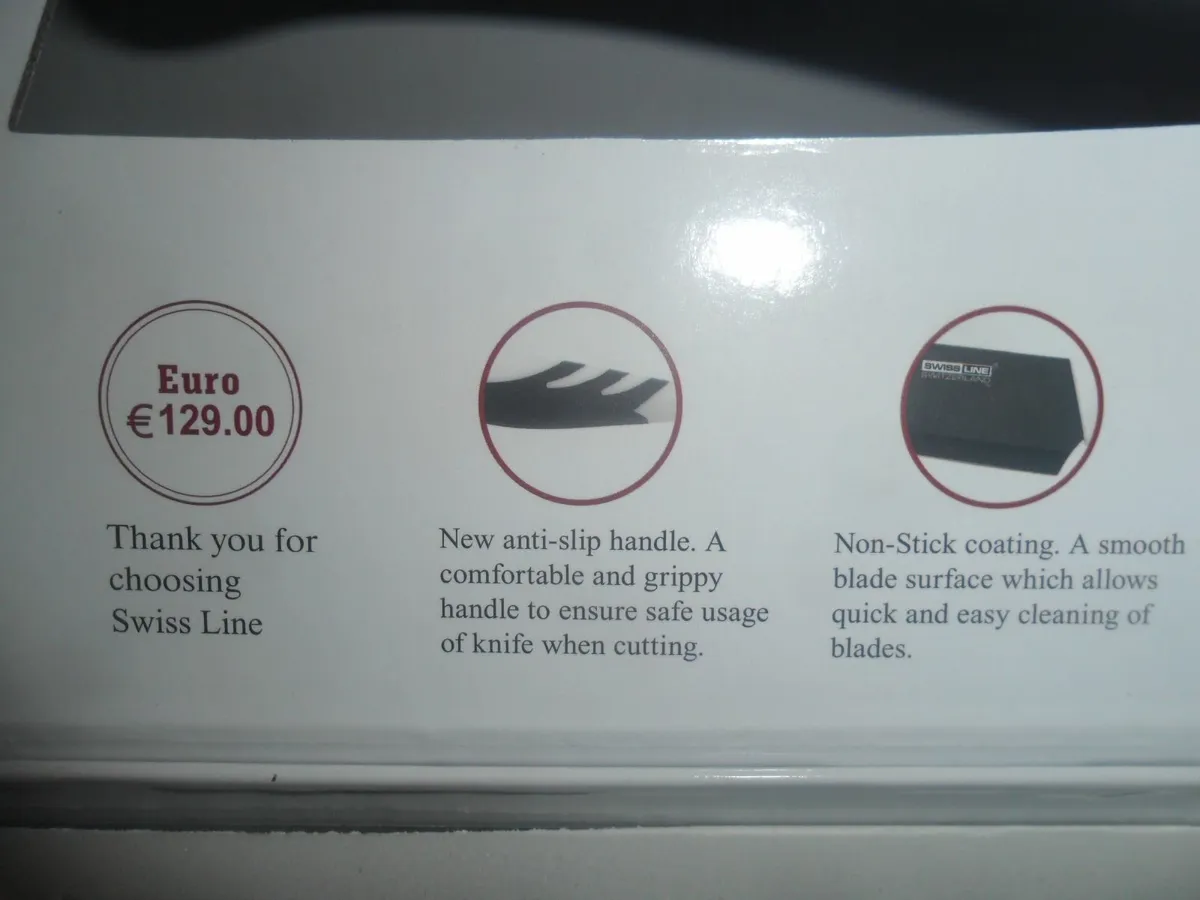 Euro
€129.00
Thank you for
choosing
Swiss Line
New anti-slip handle. A
comfortable and grippy
handle to ensure safe usage
of knife when cutting.
SWISS LINE
SWITZERLAND
Non-Stick coating. A smooth
blade surface which allows
quick and easy cleaning of
blades.